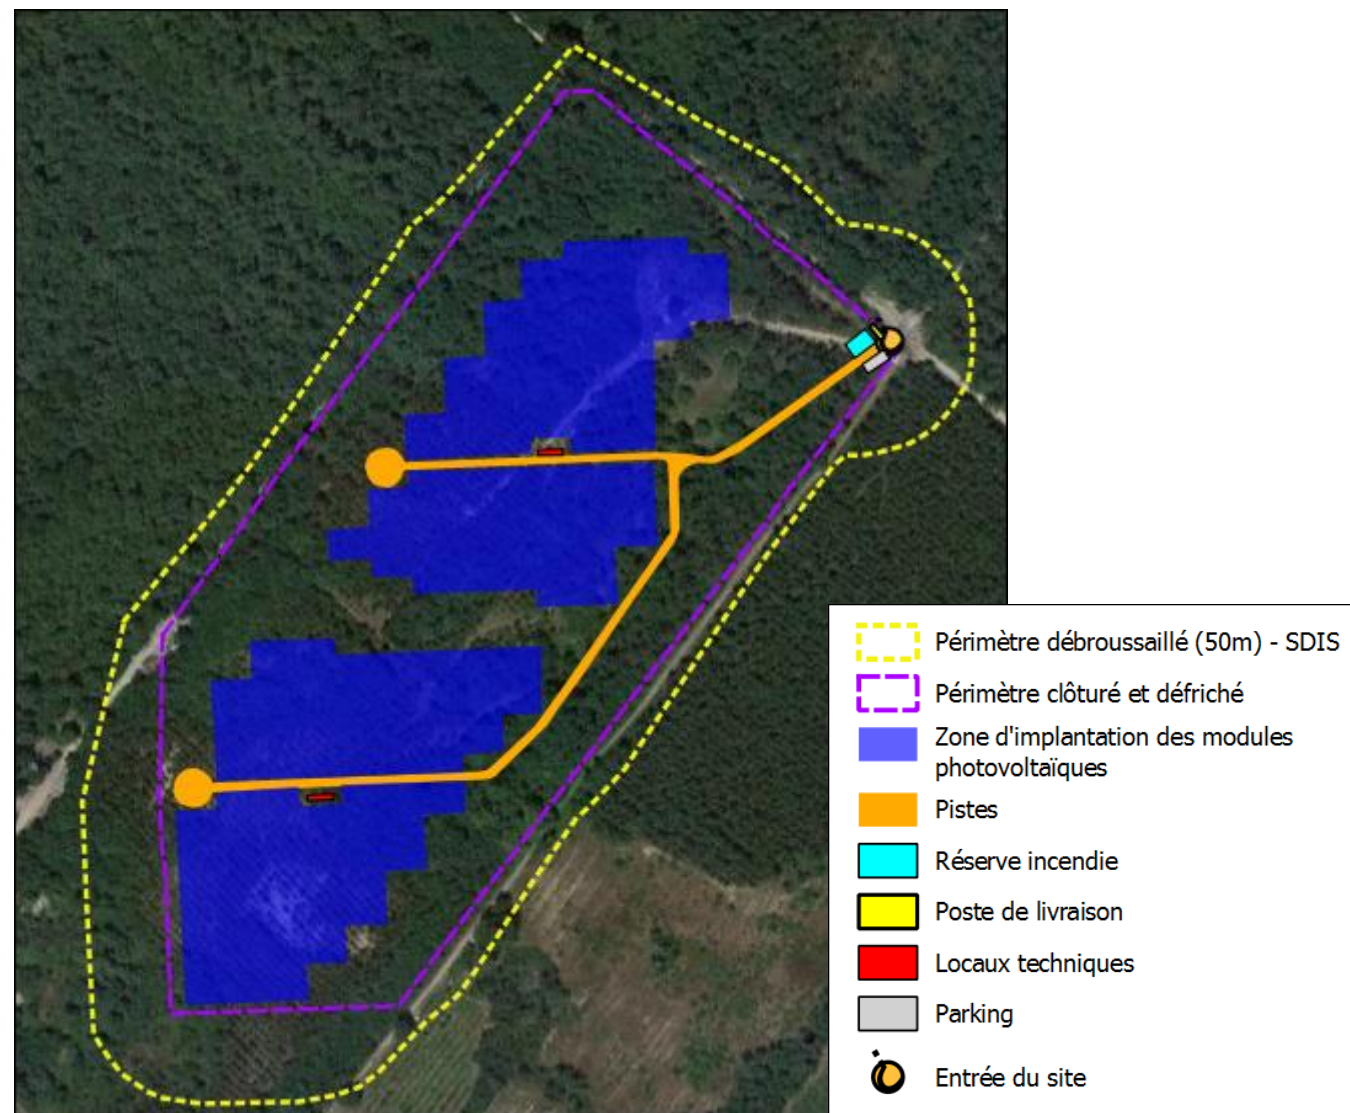 Périmètre débroussaillé (50m) - SDIS
Périmètre clôturé et défriché
Zone d'implantation des modules
photovoltaïques
Pistes
Réserve incendie
Poste de livraison
Locaux techniques
Parking
Entrée du site